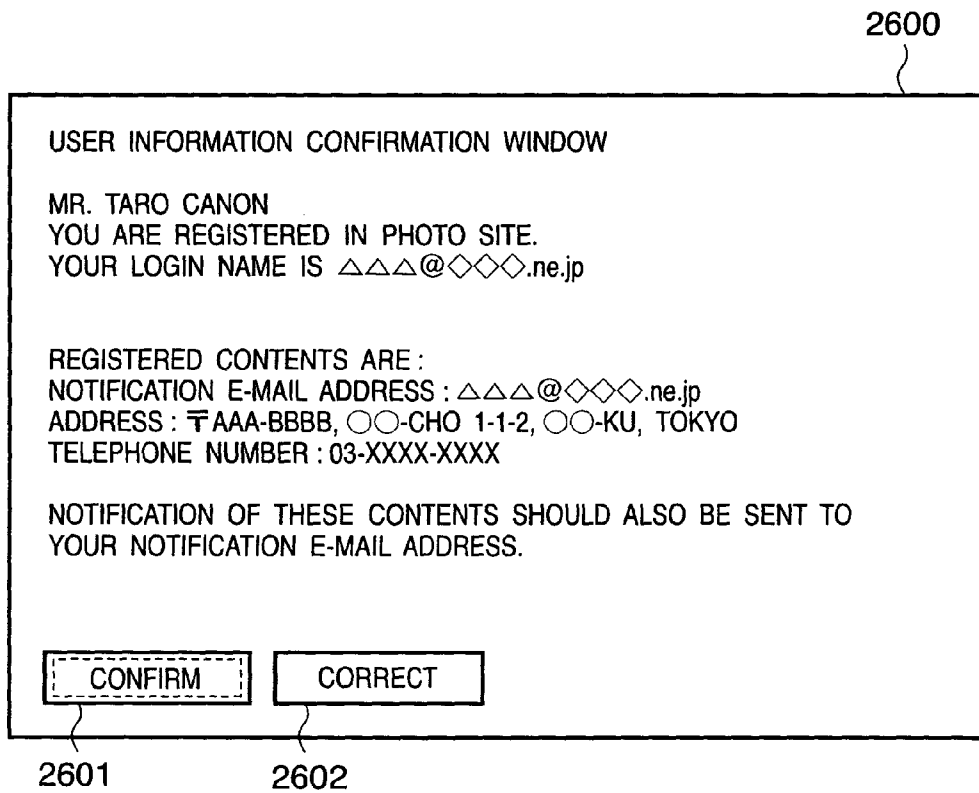 2600
USER INFORMATION CONFIRMATION WINDOW
MR. TARO CANON
YOU ARE REGISTERED IN PHOTO SITE.
YOUR LOGIN NAME IS △△△@◇◇◇.ne.jp
REGISTERED CONTENTS ARE :
NOTIFICATION E-MAIL ADDRESS : △△△@◇◇◇.ne.jp
ADDRESS : 〒AAA-BBBB, ○○-CHO 1-1-2, ○○-KU, TOKYO
TELEPHONE NUMBER : 03-XXXX-XXXX
NOTIFICATION OF THESE CONTENTS SHOULD ALSO BE SENT TO
YOUR NOTIFICATION E-MAIL ADDRESS.
CONFIRM CORRECT
2601 2602